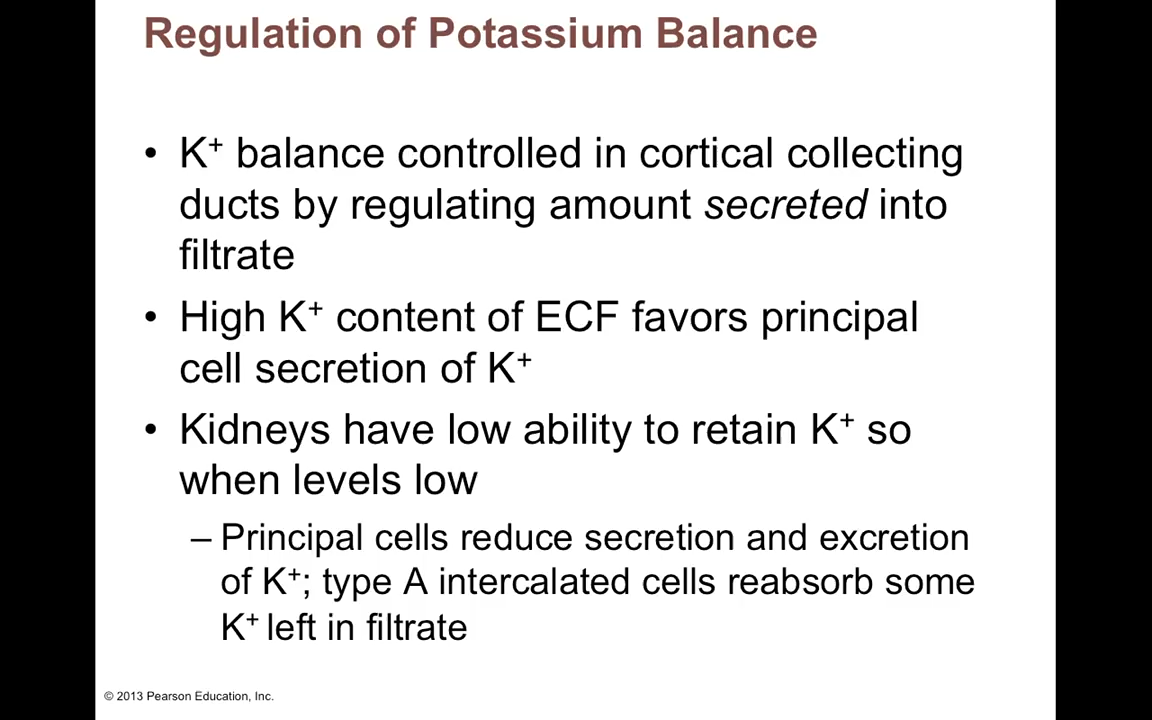 Regulation of Potassium Balance
• K⁺ balance controlled in cortical collecting
ducts by regulating amount secreted into
filtrate
• High K⁺ content of ECF favors principal
cell secretion of K⁺
• Kidneys have low ability to retain K⁺ so
when levels low
– Principal cells reduce secretion and excretion
of K⁺; type A intercalated cells reabsorb some
K⁺ left in filtrate
© 2013 Pearson Education, Inc.